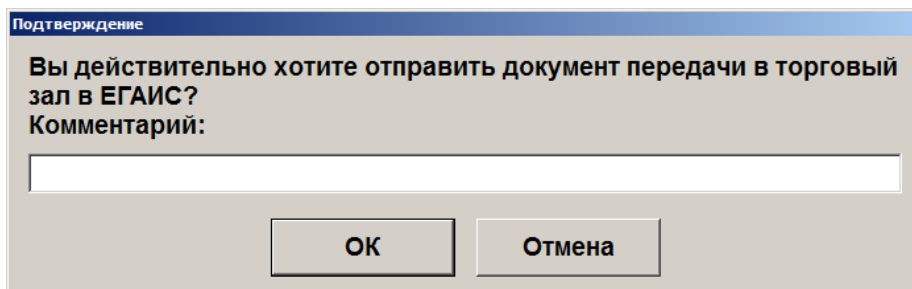 Подтверждение
Вы действительно хотите отправить документ передачи в торговый
зал в ЕГАИС?
Комментарий:
ОК
Отмена